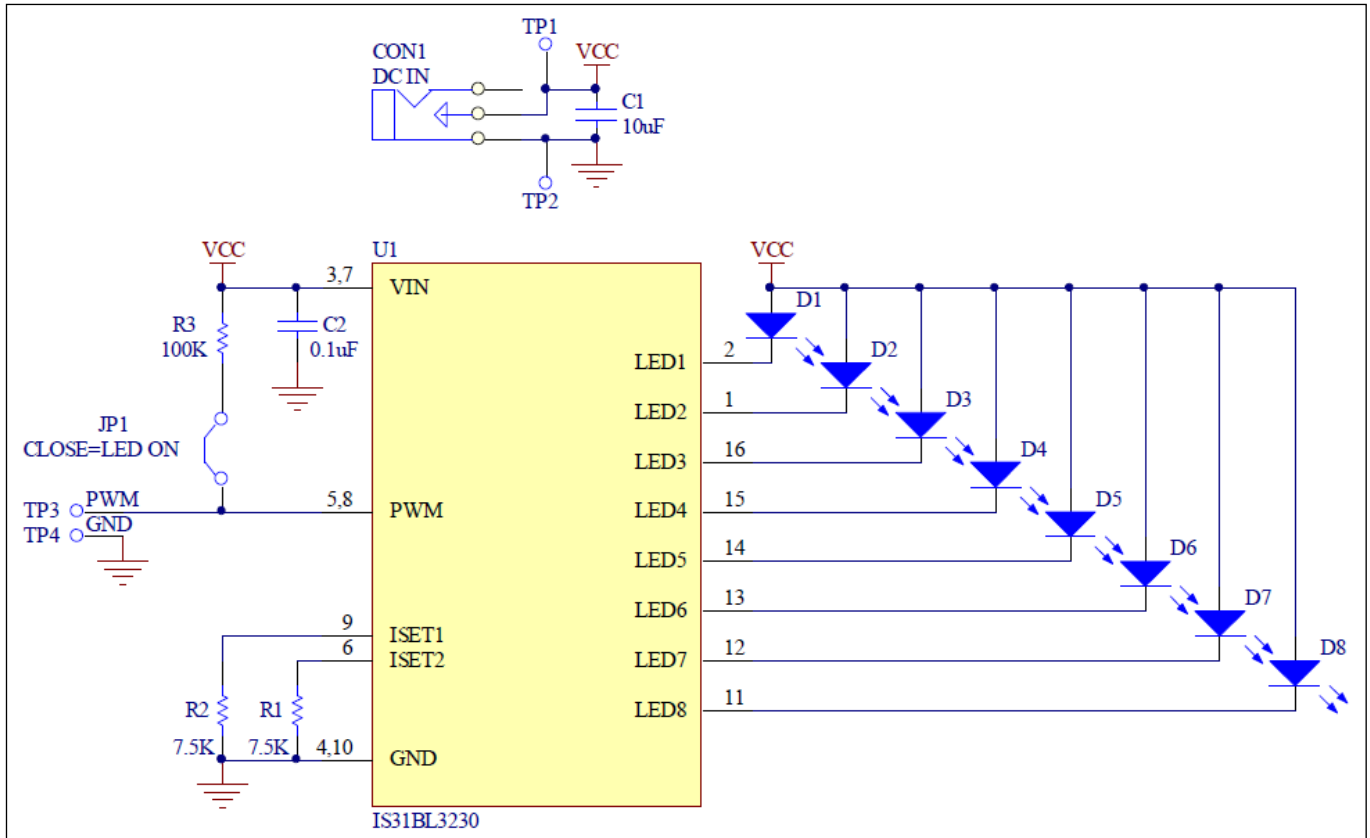 TP1
CON1
DC IN
VCC
C1
10uF
TP2
VCC
U1
VCC
3,7
VIN
D1
R3
100K
C2
0.1uF
LED1
2
D2
LED2
1
D3
JP1
CLOSE=LED ON
LED3
16
D4
TP3
PWM
5,8
PWM
LED4
15
D5
TP4
GND
LED5
14
D6
LED6
13
D7
9
ISET1
6
ISET2
LED7
12
D8
R2
R1
LED8
11
7.5K
7.5K
4,10
GND
IS31BL3230